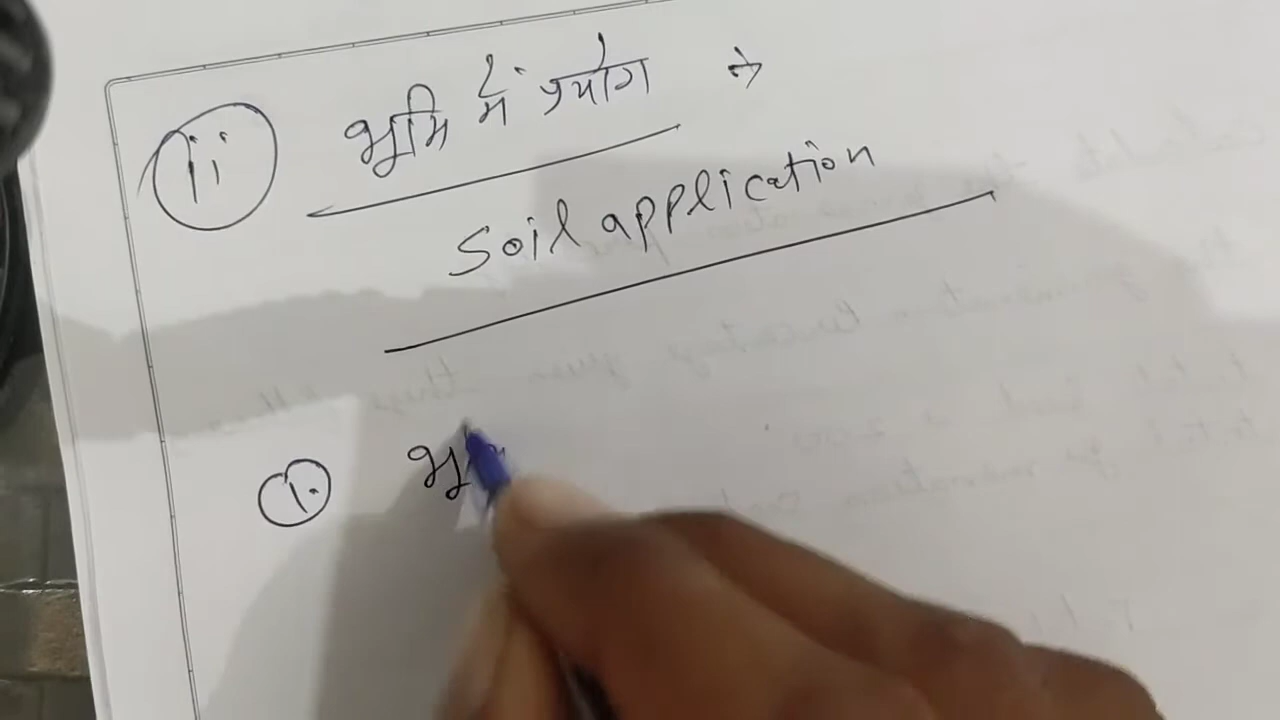 ii भूमि में प्रयोग →
Soil application
1. भू